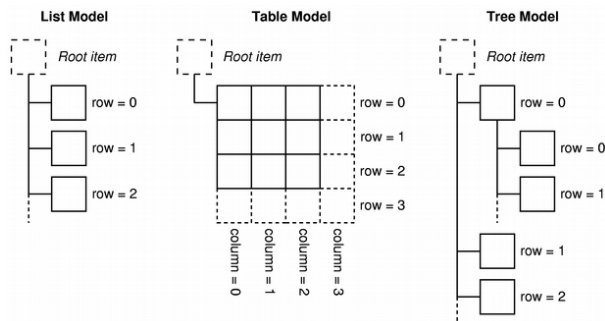 List Model
Root item
row = 0
row = 1
row = 2
Table Model
Root item
row = 0
row = 1
row = 2
row = 3
column = 0
column = 1
column = 2
column = 3
Tree Model
Root item
row = 0
row = 0
row = 1
row = 1
row = 2